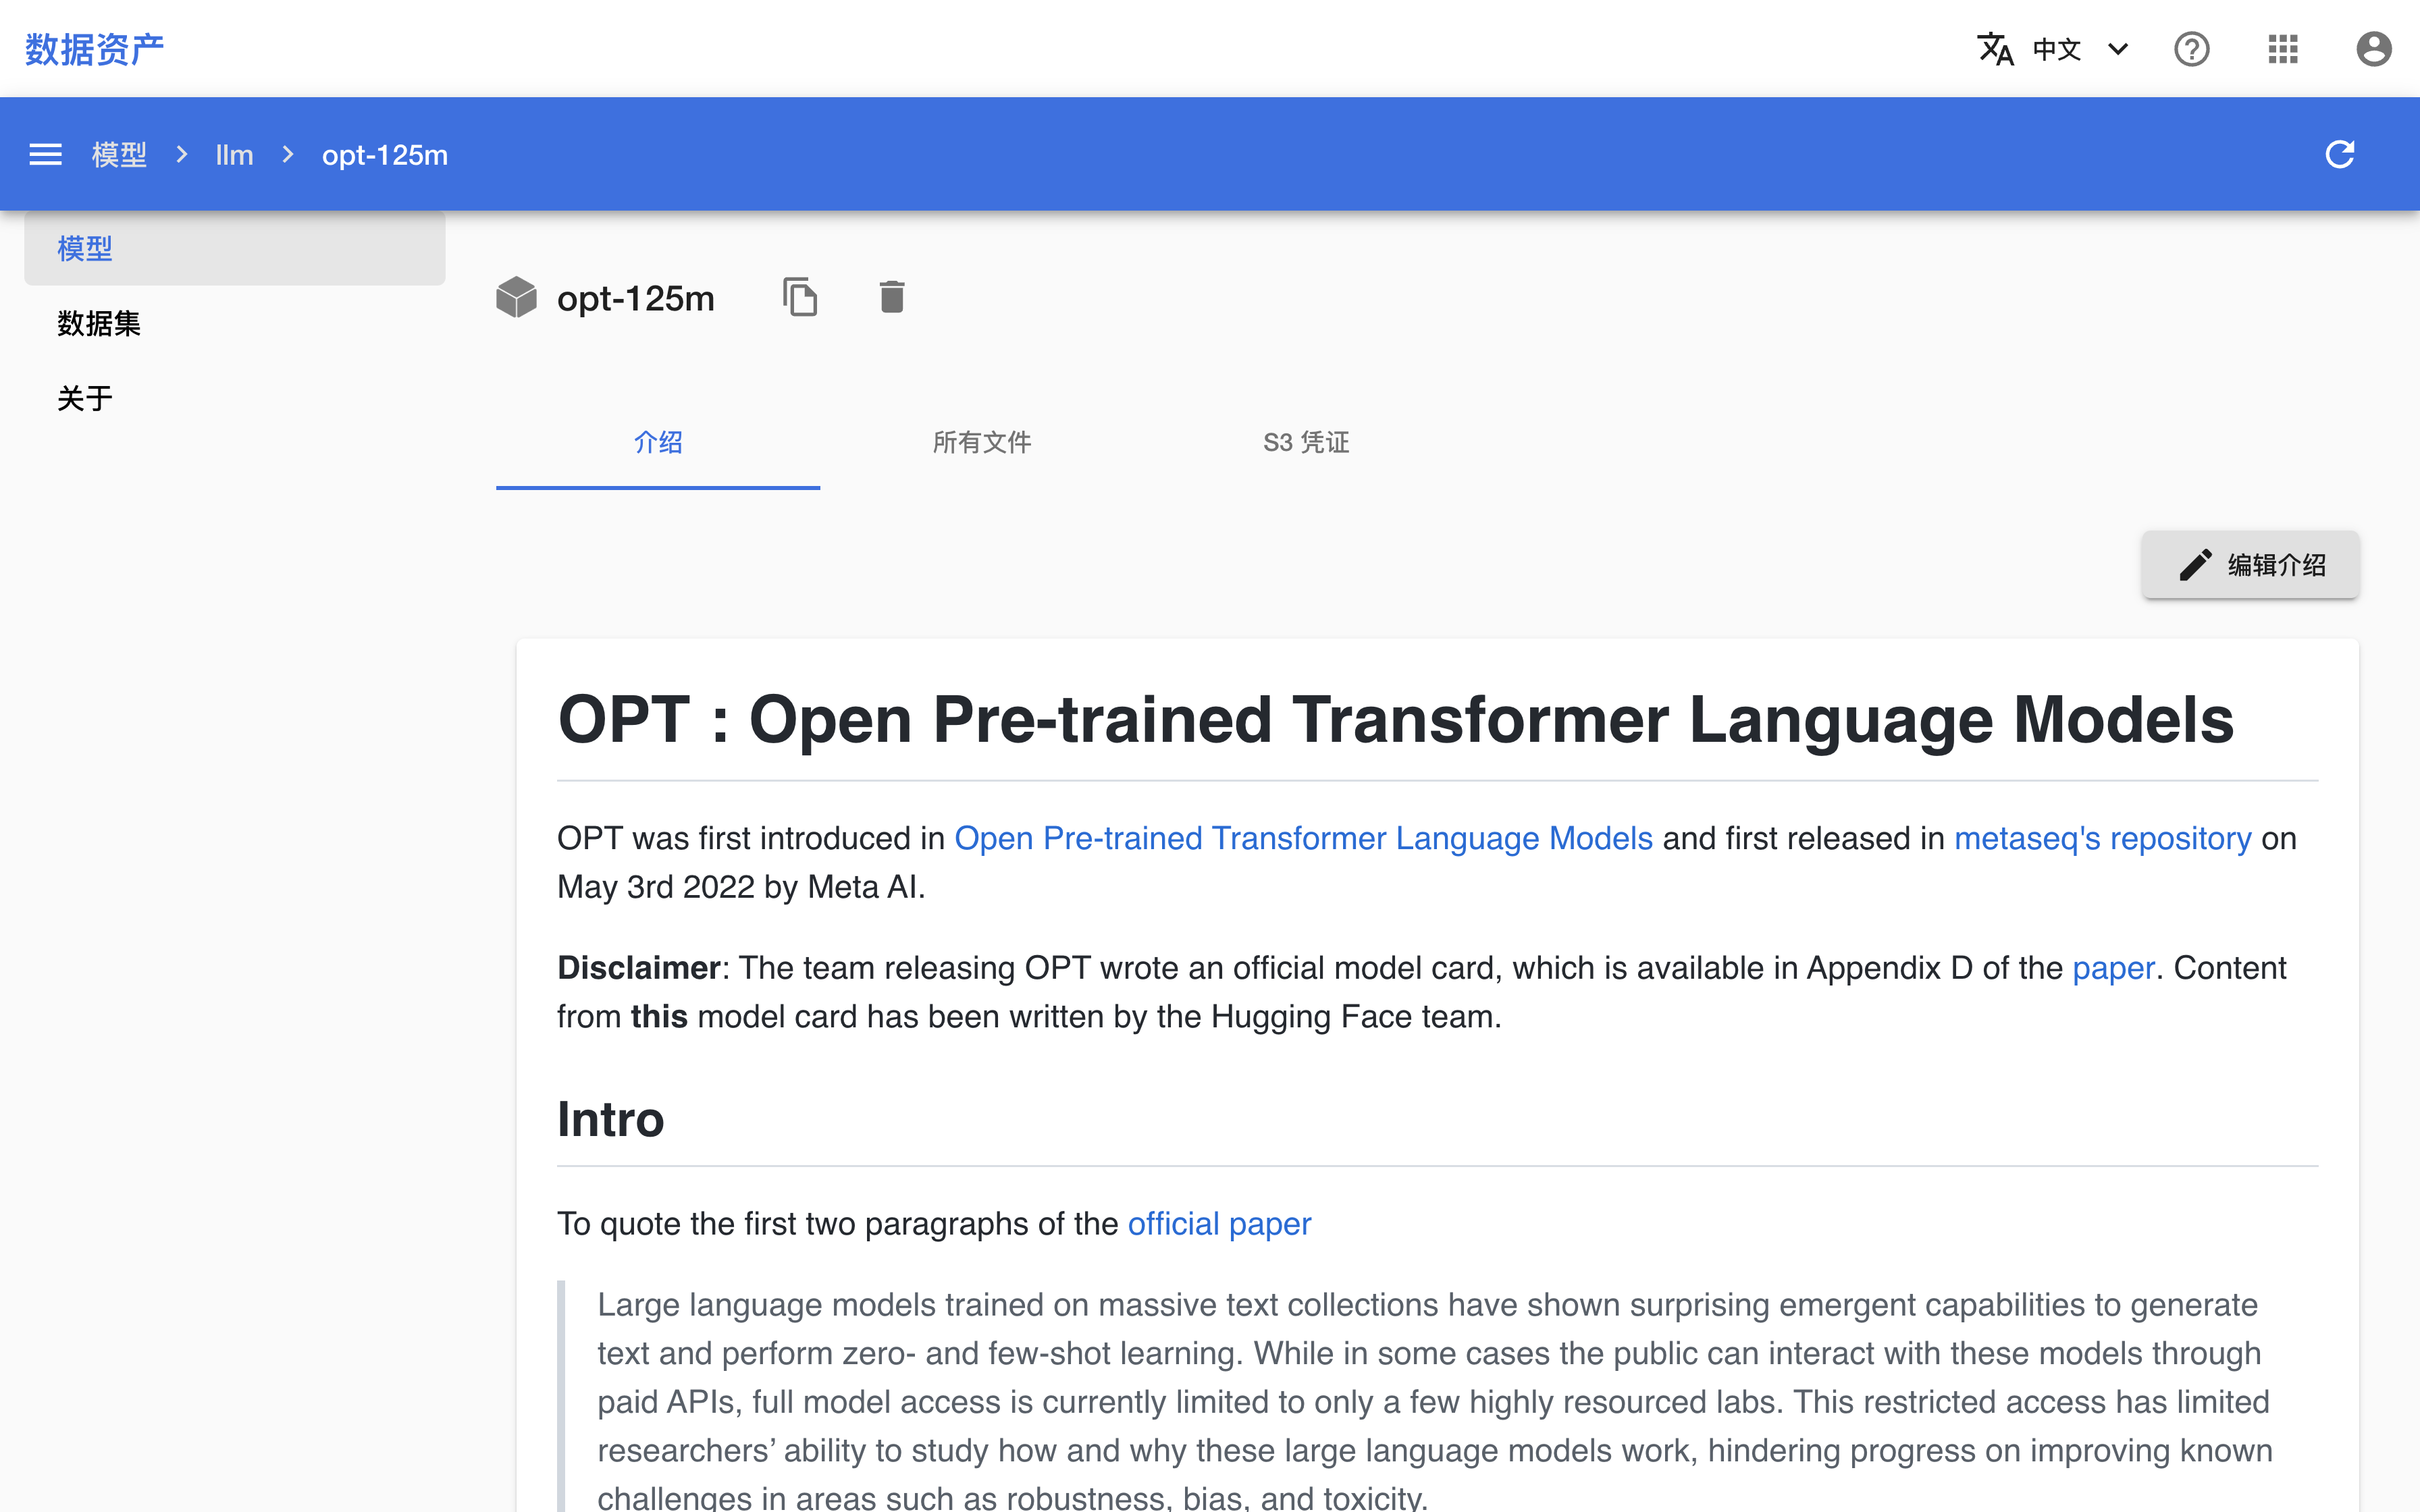 数据资产
中文
模型 > llm > opt-125m
模型
数据集
关于
opt-125m
介绍
所有文件
S3 凭证
编辑介绍
OPT : Open Pre-trained Transformer Language Models
OPT was first introduced in Open Pre-trained Transformer Language Models and first released in metaseq's repository on
May 3rd 2022 by Meta AI.
Disclaimer: The team releasing OPT wrote an official model card, which is available in Appendix D of the paper. Content
from this model card has been written by the Hugging Face team.
Intro
To quote the first two paragraphs of the official paper
Large language models trained on massive text collections have shown surprising emergent capabilities to generate
text and perform zero- and few-shot learning. While in some cases the public can interact with these models through
paid APIs, full model access is currently limited to only a few highly resourced labs. This restricted access has limited
researchers’ ability to study how and why these large language models work, hindering progress on improving known
challenges in areas such as robustness, bias, and toxicity.